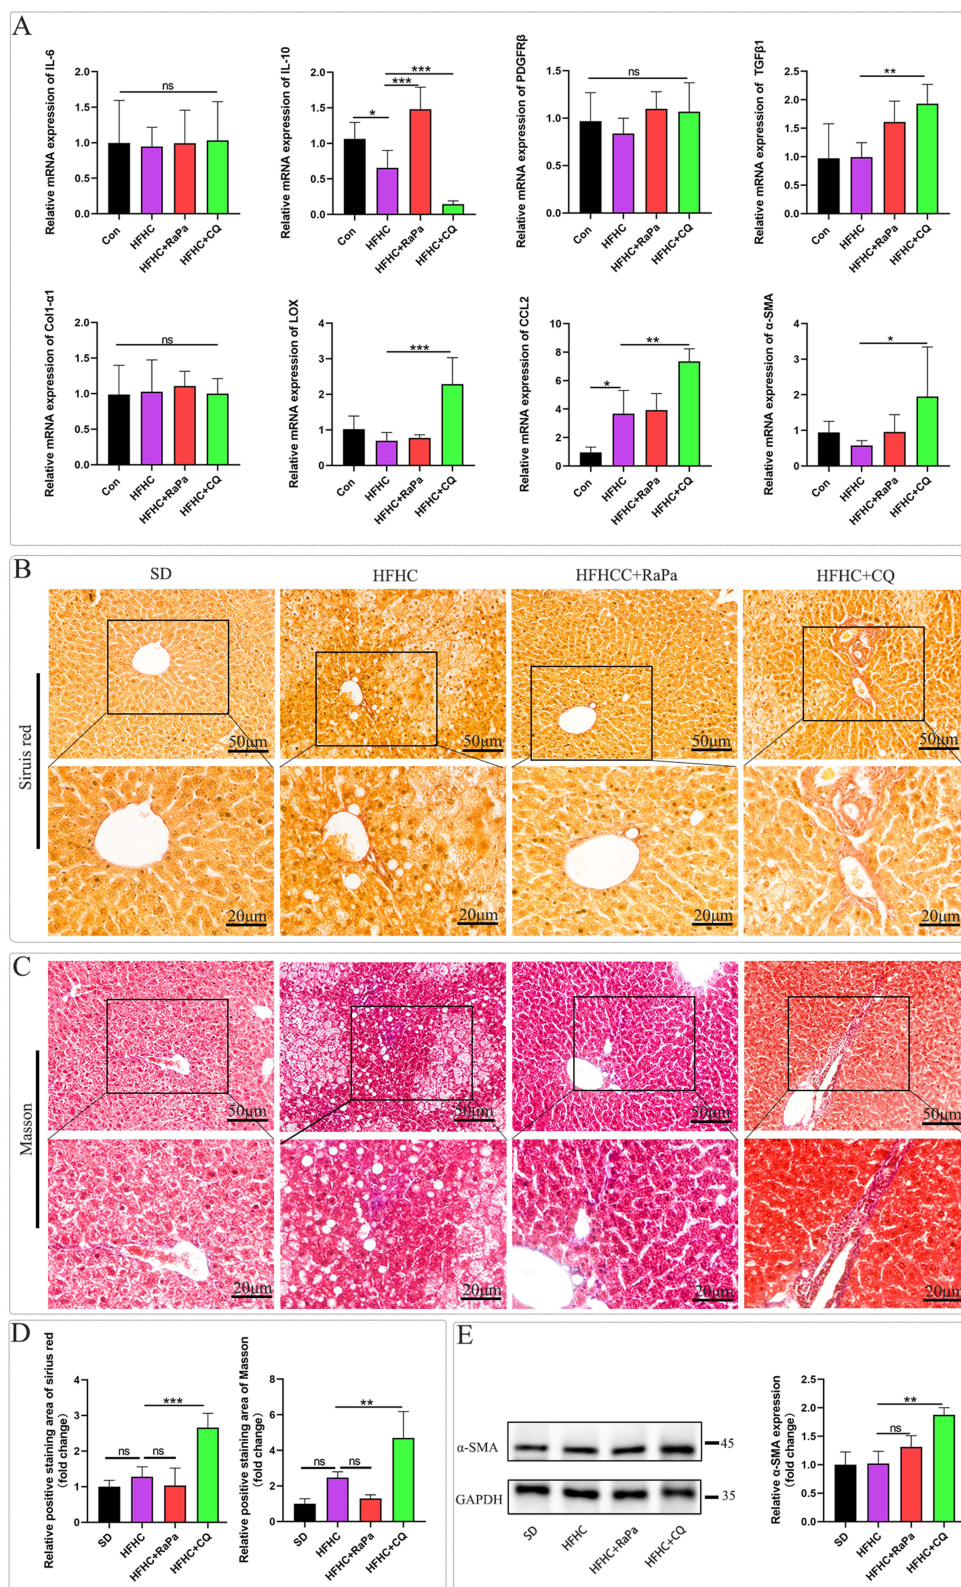 A
Relative mRNA expression of IL-6
2.0
1.5
1.0
0.5
0.0
ns
Con
HFHC
HFHC+RaPa
HFHC+CQ
Relative mRNA expression of IL-10
2.0
1.5
1.0
0.5
0.0
*
***
***
Con
HFHC
HFHC+RaPa
HFHC+CQ
Relative mRNA expression of PDGFRβ
1.5
1.0
0.5
0.0
ns
Con
HFHC
HFHC+RaPa
HFHC+CQ
Relative mRNA expression of TGFβ1
2.5
2.0
1.5
1.0
0.5
0.0
**
Con
HFHC
HFHC+RaPa
HFHC+CQ
Relative mRNA expression of Col1-α1
2.0
1.5
1.0
0.5
0.0
ns
Con
HFHC
HFHC+RaPa
HFHC+CQ
Relative mRNA expression of LOX
4
3
2
1
0
***
Con
HFHC
HFHC+RaPa
HFHC+CQ
Relative mRNA expression of CCL2
10
8
6
4
2
0
*
**
Con
HFHC
HFHC+RaPa
HFHC+CQ
Relative mRNA expression of α-SMA
4
3
2
1
0
*
Con
HFHC
HFHC+RaPa
HFHC+CQ
B
SD
HFHC
HFHCC+RaPa
HFHC+CQ
Siruis red
50μm
50μm
50μm
50μm
20μm
20μm
20μm
20μm
C
Masson
50μm
50μm
50μm
50μm
20μm
20μm
20μm
20μm
D
Relative positive staining area of sirius red
(fold change)
4
3
2
1
0
ns
ns
***
SD
HFHC
HFHC+RaPa
HFHC+CQ
Relative positive staining area of Masson
(fold change)
8
6
4
2
0
ns
ns
**
SD
HFHC
HFHC+RaPa
HFHC+CQ
E
α-SMA
45
GAPDH
35
SD
HFHC
HFHC+RaPa
HFHC+CQ
Relative α-SMA expression
(fold change)
2.5
2.0
1.5
1.0
0.5
0.0
ns
**
SD
HFHC
HFHC+RaPa
HFHC+CQ